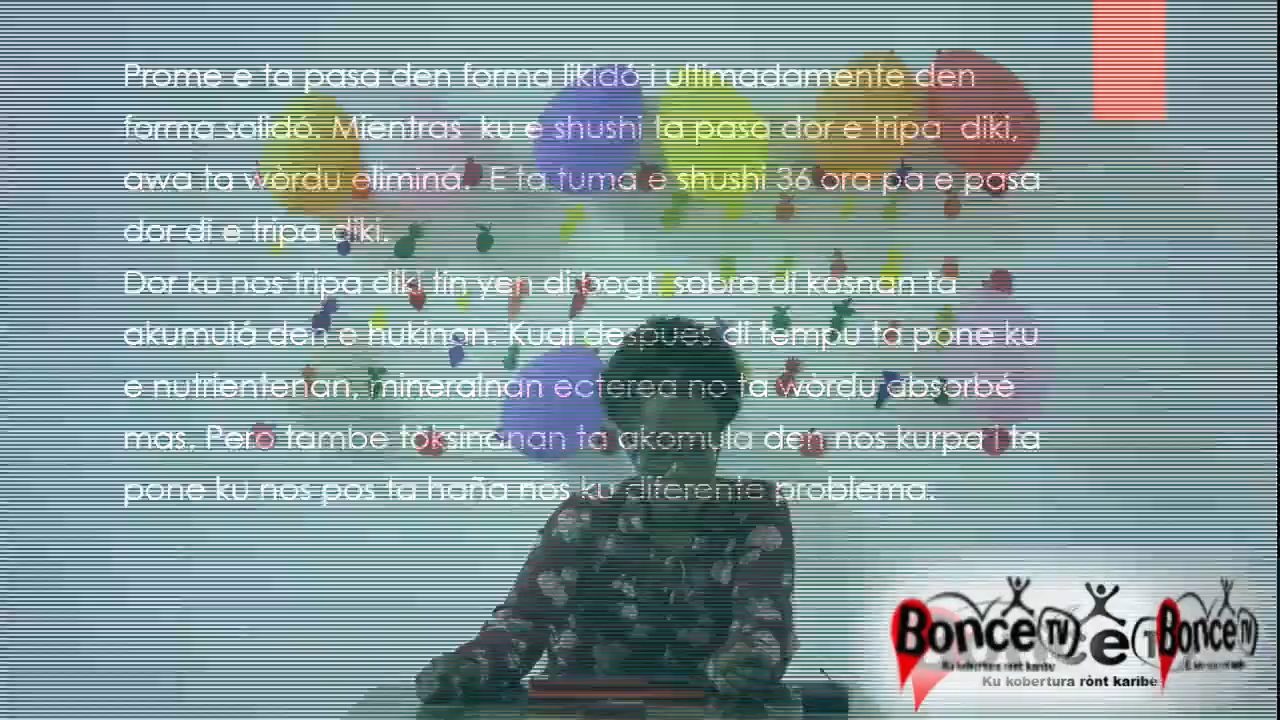 Prome e ta pasa den forma likidó i ultimadamente den
forma solidó. Mientras ku e shushi ta pasa dor e tripa diki,
awa ta wòrdu eliminá. E ta tuma e shushi 36 ora pa e pasa
dor di e tripa diki.
Dor ku nos tripa diki tin yen di bogt, sobra di kosnan ta
akumulá den e hukinan. Kual despues di tempu ta pone ku
e nutrientenan, mineralnan ecterea no ta wòrdu absorbé
mas, Pero tambe tòksinanan ta akomula den nos kurpa i ta
pone ku nos pos ta haña nos ku diferente problema.
Bonce TV
Bonce TV
Ku kobertura rònt karibe